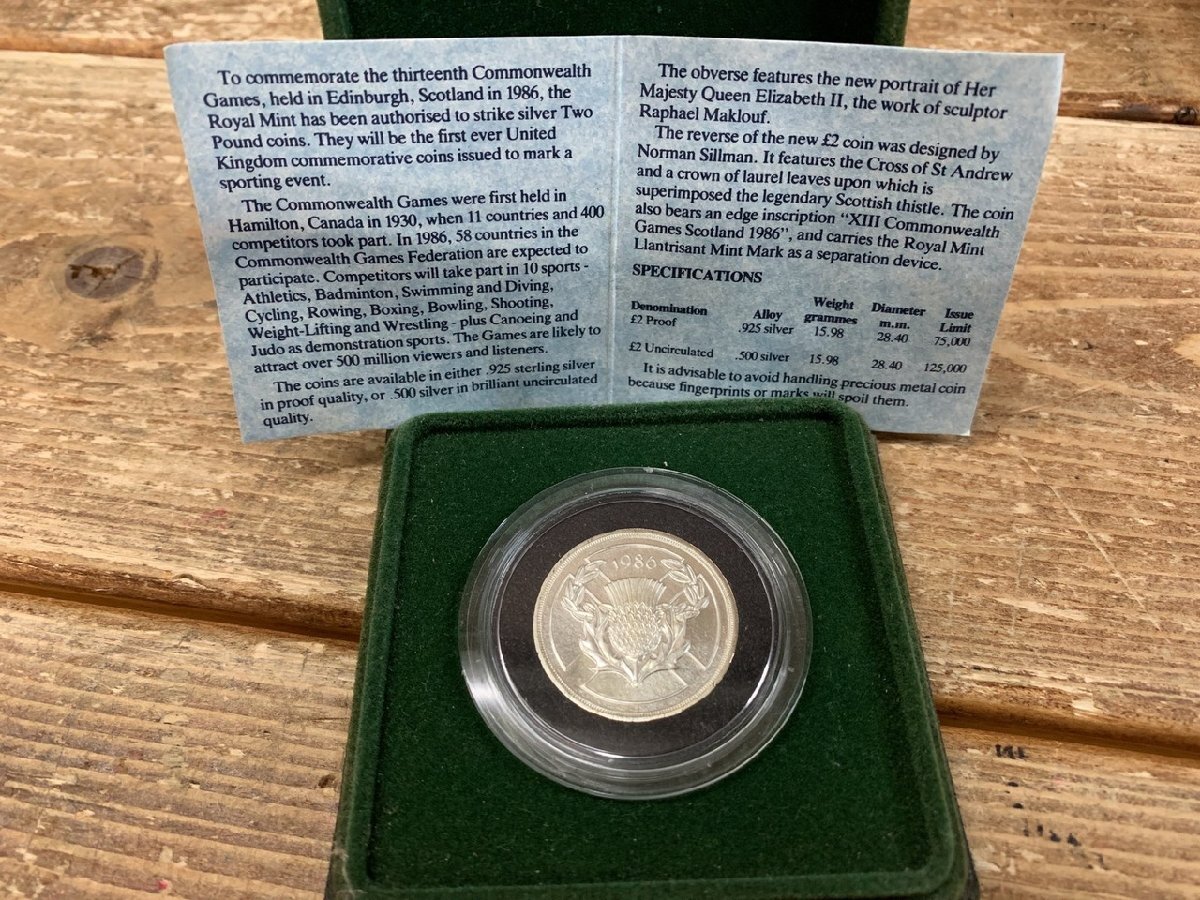 To commemorate the thirteenth Commonwealth
Games, held in Edinburgh, Scotland in 1986, the
Royal Mint has been authorised to strike silver Two
Pound coins. They will be the first ever United
Kingdom commemorative coins issued to mark a
sporting event.
The Commonwealth Games were first held in
Hamilton, Canada in 1930, when 11 countries and 400
competitors took part. In 1986, 58 countries in the
Commonwealth Games Federation are expected to
participate. Competitors will take part in 10 sports -
Athletics, Badminton, Swimming and Diving,
Cycling, Rowing, Boxing, Bowling, Shooting,
Weight-Lifting and Wrestling - plus Canoeing and
Judo as demonstration sports. The Games are likely to
attract over 500 million viewers and listeners.
The coins are available in either .925 sterling silver
in proof quality, or .500 silver in brilliant uncirculated
quality.
The obverse features the new portrait of Her
Majesty Queen Elizabeth II, the work of sculptor
Raphael Maklouf.
The reverse of the new £2 coin was designed by
Norman Sillman. It features the Cross of St Andrew
and a crown of laurel leaves upon which is
superimposed the legendary Scottish thistle. The coin
also bears an edge inscription "XIII Commonwealth
Games Scotland 1986", and carries the Royal Mint
Llantrisant Mint Mark as a separation device.
SPECIFICATIONS
Denomination Alloy Weight grammes Diameter m.m. Issue Limit
£2 Proof .925 silver 15.98 28.40 75,000
£2 Uncirculated .500 silver 15.98 28.40 125,000
It is advisable to avoid handling precious metal coin
because fingerprints or marks will spoil them.
1986